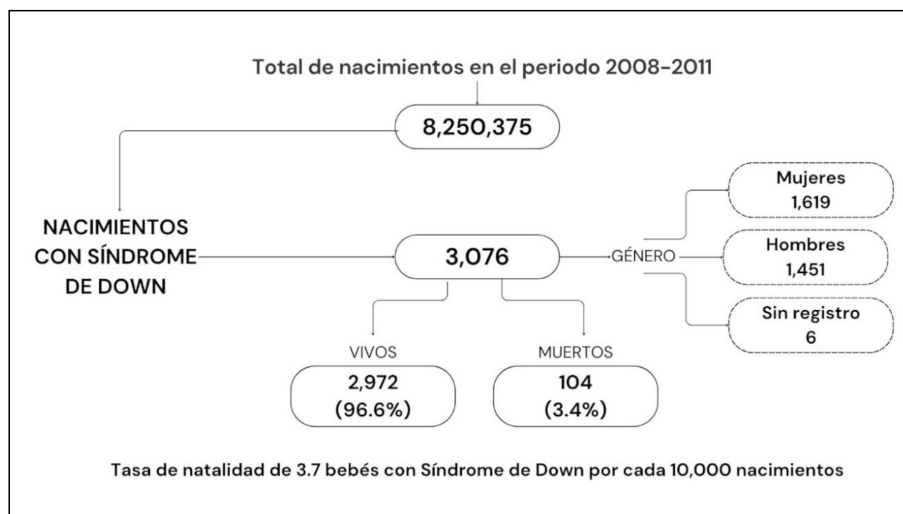 Total de nacimientos en el periodo 2008-2011
8,250,375
NACIMIENTOS
CON SÍNDROME
DE DOWN
3,076
GÉNERO
Mujeres
1,619
Hombres
1,451
Sin registro
6
VIVOS
2,972
(96.6%)
MUERTOS
104
(3.4%)
Tasa de natalidad de 3.7 bebés con Síndrome de Down por cada 10,000 nacimientos